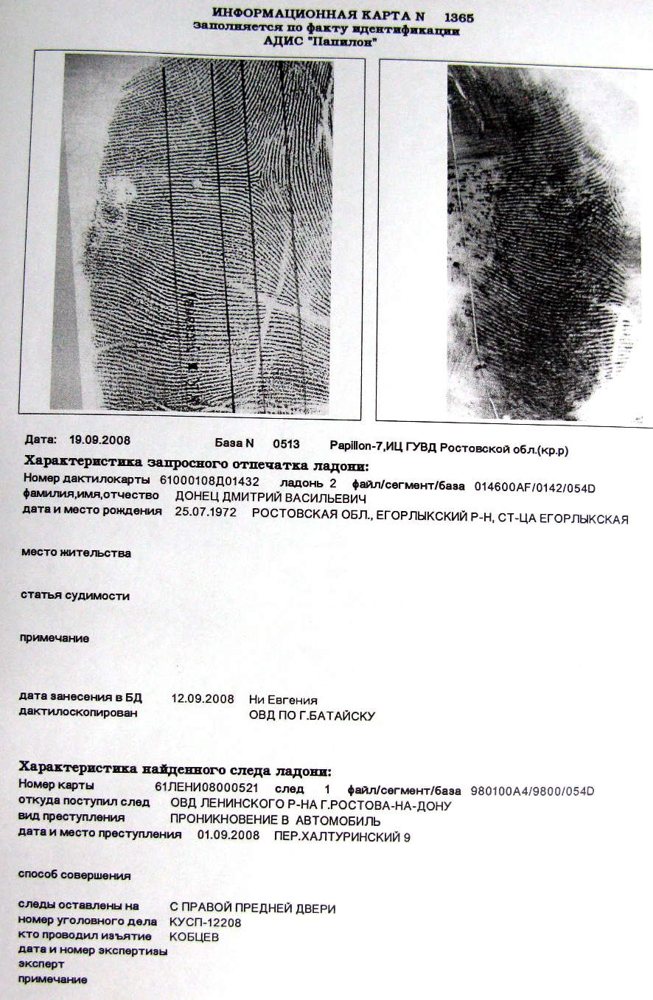 ИНФОРМАЦИОННАЯ КАРТА N 1365
заполняется по факту идентификации
АДИС "Папилон"
Дата: 19.09.2008 База N 0513 Papillon-7,ИЦ ГУВД Ростовской обл.(кр.р)
Характеристика запросного отпечатка ладони:
Номер дактилокарты 61000108Д01432 ладонь 2 файл/сегмент/база 014600AF/0142/054D
фамилия,имя,отчество ДОНЕЦ ДМИТРИЙ ВАСИЛЬЕВИЧ
дата и место рождения 25.07.1972 РОСТОВСКАЯ ОБЛ., ЕГОРЛЫКСКИЙ Р-Н, СТ-ЦА ЕГОРЛЫКСКАЯ
место жительства
статья судимости
примечание
дата занесения в БД 12.09.2008 Ни Евгения
дактилоскопирован ОВД ПО Г.БАТАЙСКУ
Характеристика найденного следа ладони:
Номер карты 61ЛЕНИ08000521 след 1 файл/сегмент/база 980100A4/9800/054D
откуда поступил след ОВД ЛЕНИНСКОГО Р-НА Г.РОСТОВА-НА-ДОНУ
вид преступления ПРОНИКНОВЕНИЕ В АВТОМОБИЛЬ
дата и место преступления 01.09.2008 ПЕР.ХАЛТУРИНСКИЙ 9
способ совершения
следы оставлены на С ПРАВОЙ ПРЕДНЕЙ ДВЕРИ
номер уголовного дела КУСП-12208
кто проводил изъятие КОБЦЕВ
дата и номер экспертизы
эксперт
примечание